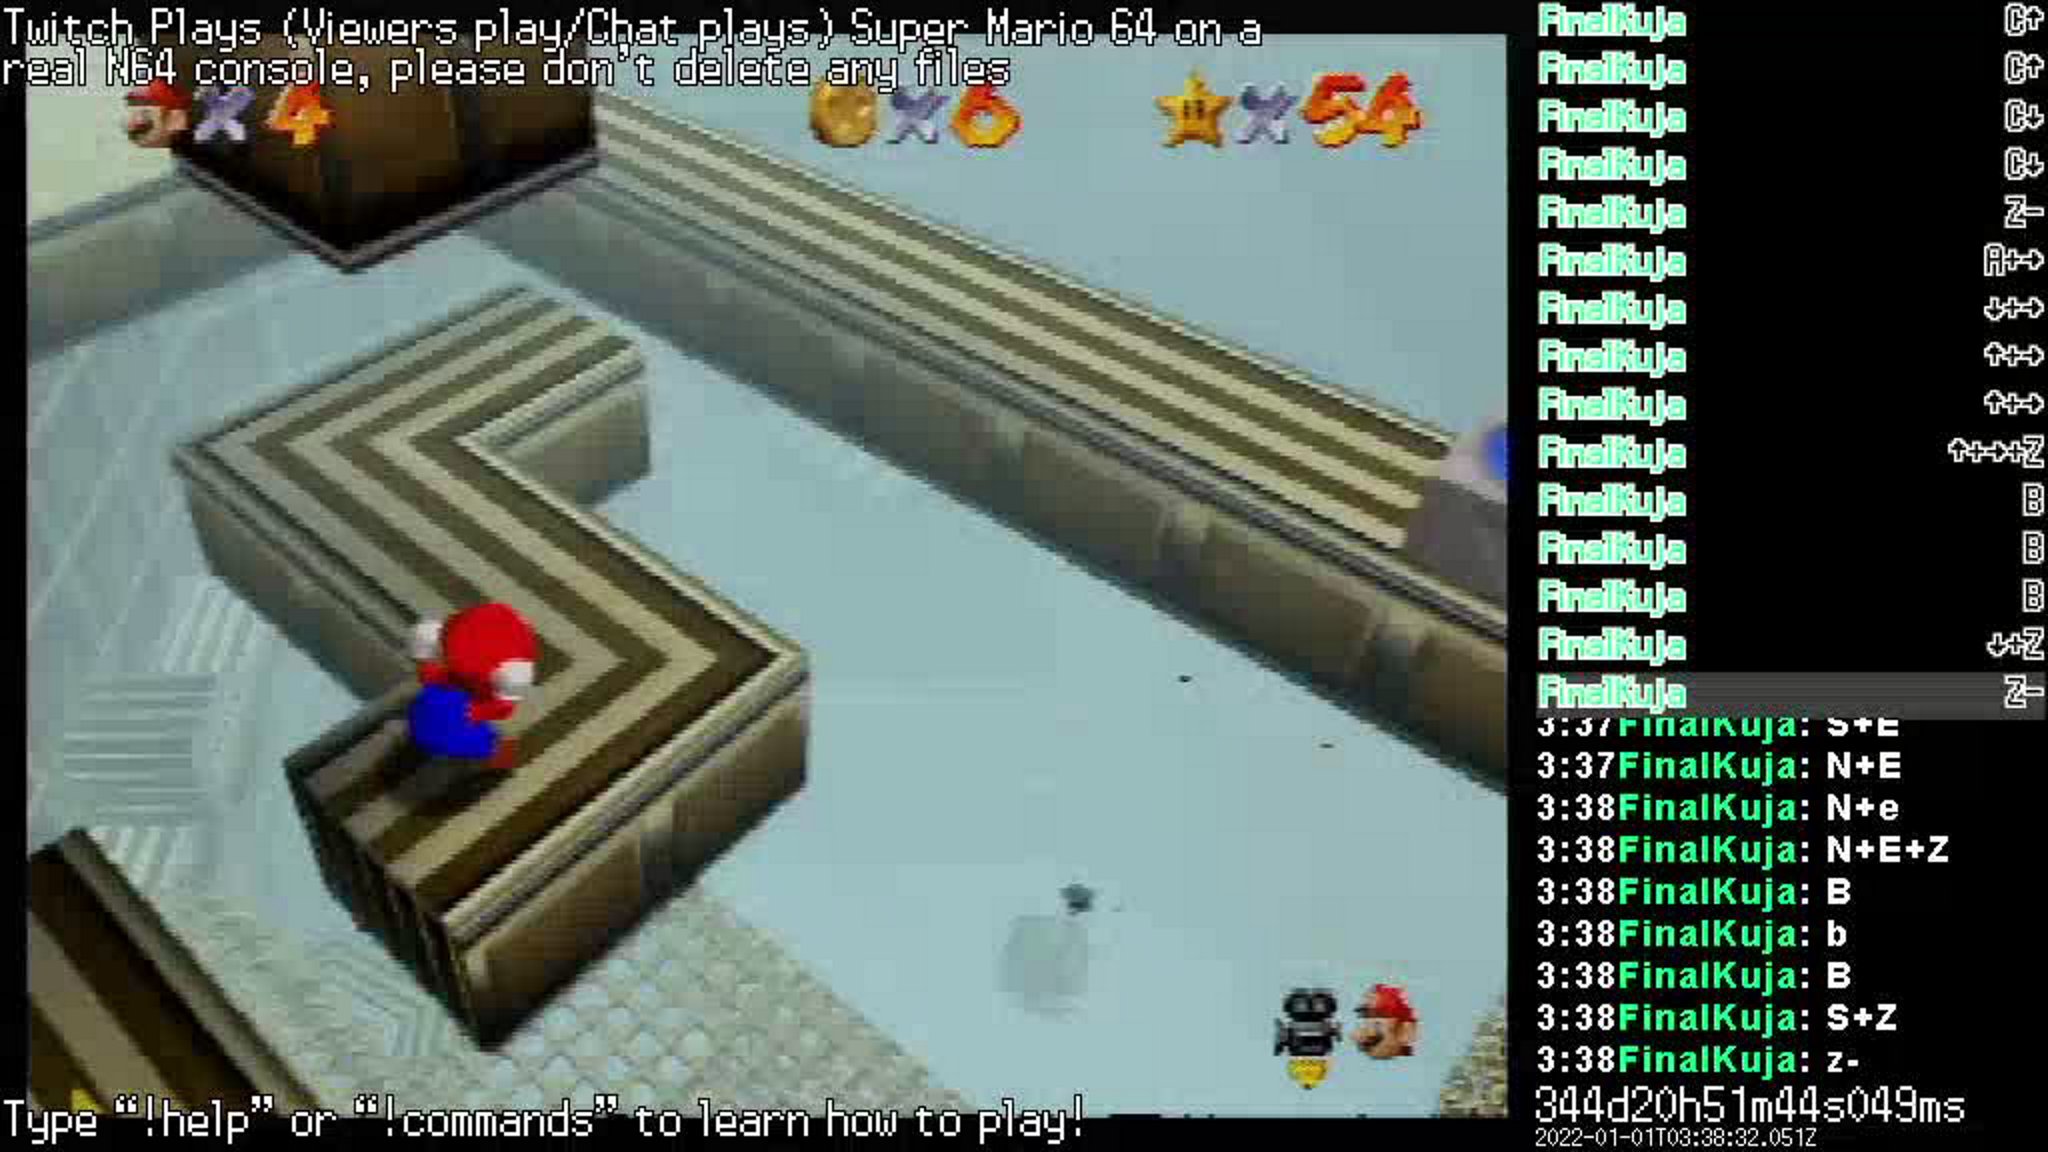 Twitch Plays (Viewers play/Chat plays) Super Mario 64 on a
real N64 console, please don't delete any files
× 4
× 6
× 54
FinalKuja C↑
FinalKuja C↑
FinalKuja C↓
FinalKuja C↓
FinalKuja Z-
FinalKuja A+→
FinalKuja ↓+→
FinalKuja ↑+→
FinalKuja ↑+→
FinalKuja ↑+→+Z
FinalKuja B
FinalKuja B
FinalKuja B
FinalKuja ↓+Z
FinalKuja Z-
3:37FinalKuja: S+E
3:37FinalKuja: N+E
3:38FinalKuja: N+e
3:38FinalKuja: N+E+Z
3:38FinalKuja: B
3:38FinalKuja: b
3:38FinalKuja: B
3:38FinalKuja: S+Z
3:38FinalKuja: z-
Type “!help” or “!commands” to learn how to play!
344d20h51m44s049ms
2022-01-01T03:38:32.051Z